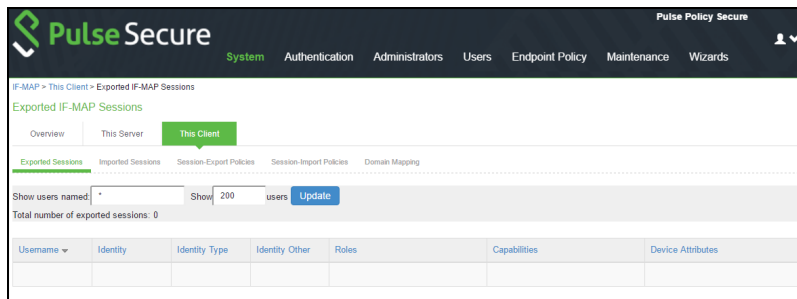 Pulse Policy Secure
Pulse Secure
System Authentication Administrators Users Endpoint Policy Maintenance Wizards
IF-MAP > This Client > Exported IF-MAP Sessions
Exported IF-MAP Sessions
Overview This Server This Client
Exported Sessions Imported Sessions Session-Export Policies Session-Import Policies Domain Mapping
Show users named: * Show 200 users Update
Total number of exported sessions: 0
Username Identity Identity Type Identity Other Roles Capabilities Device Attributes